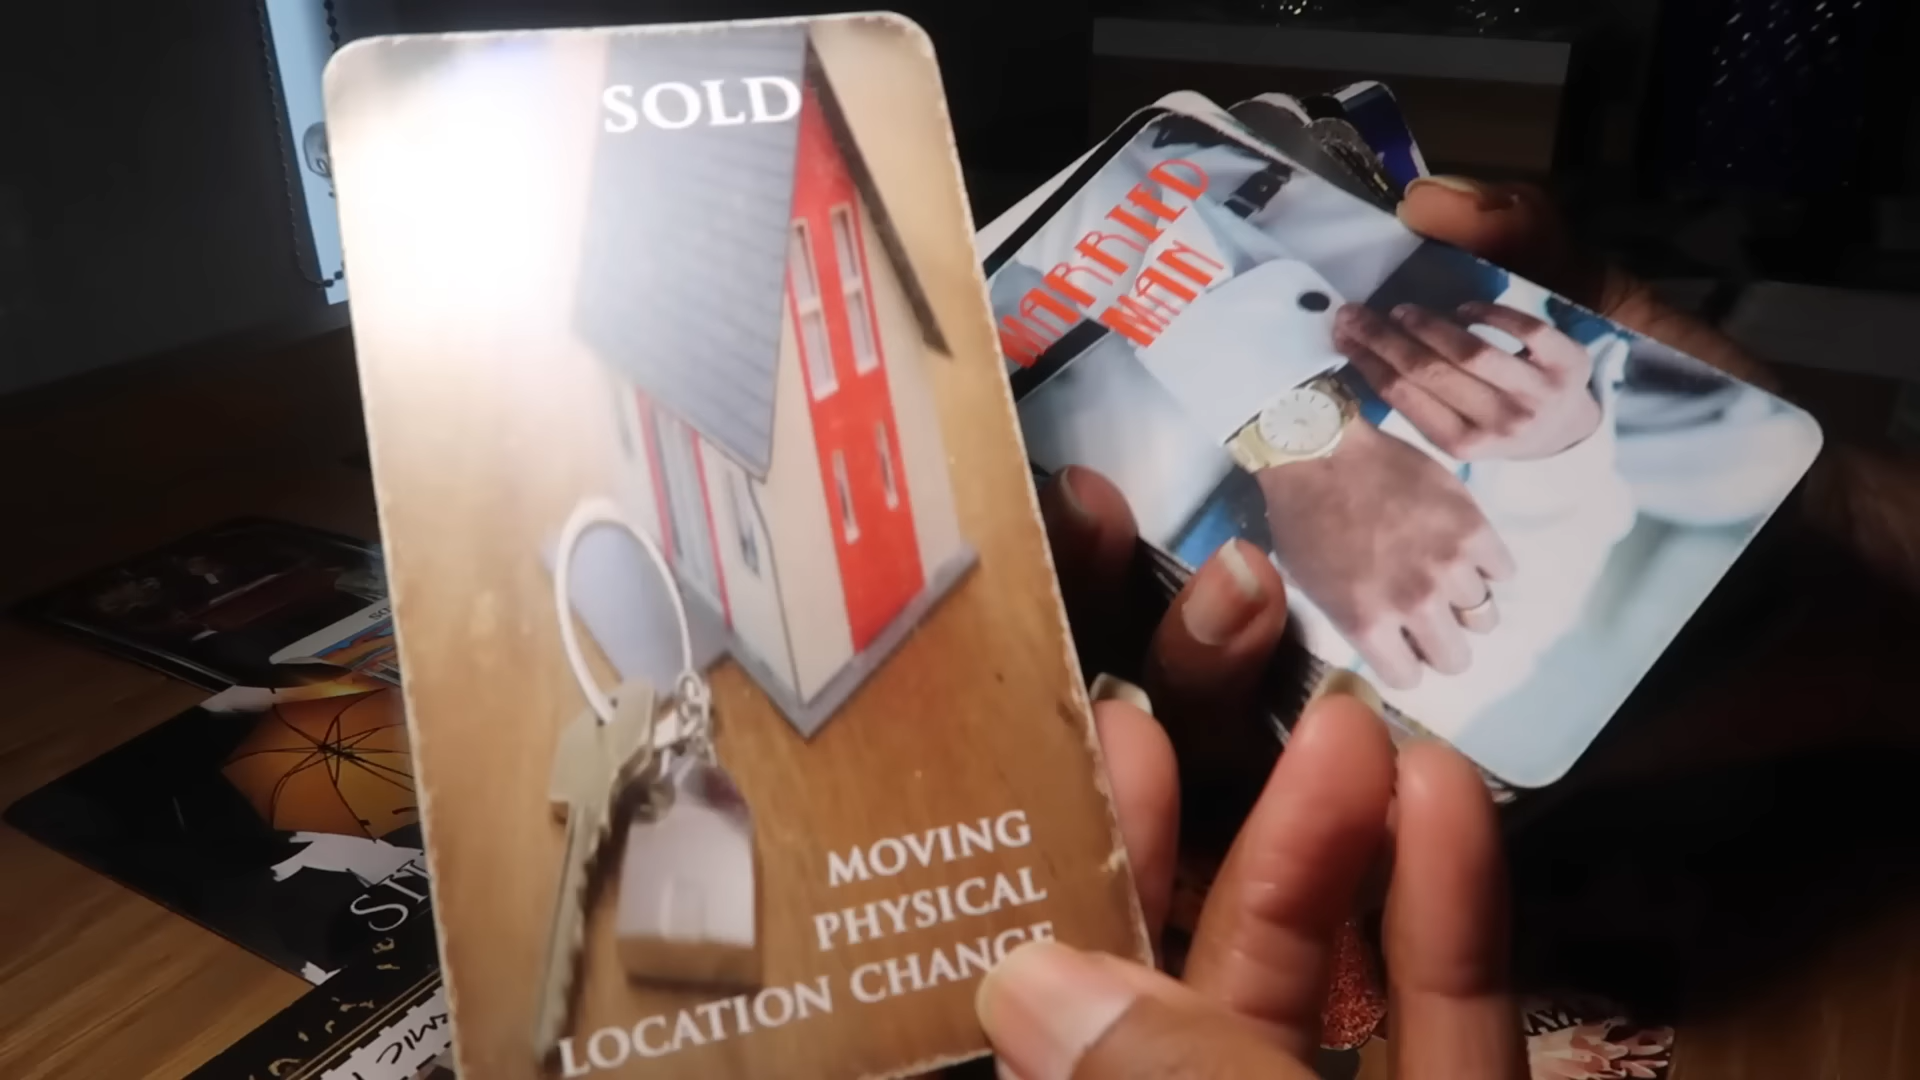 SOLD
MOVING
PHYSICAL
LOCATION CHANGE
MARRIED
MAN